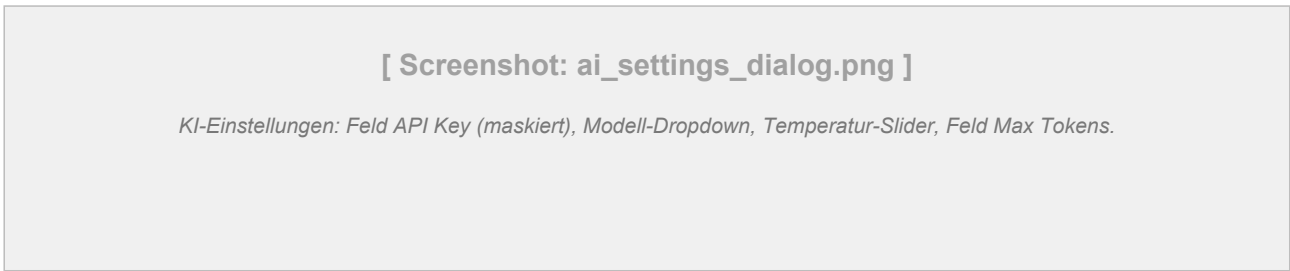 [ Screenshot: ai_settings_dialog.png ]
KI-Einstellungen: Feld API Key (maskiert), Modell-Dropdown, Temperatur-Slider, Feld Max Tokens.